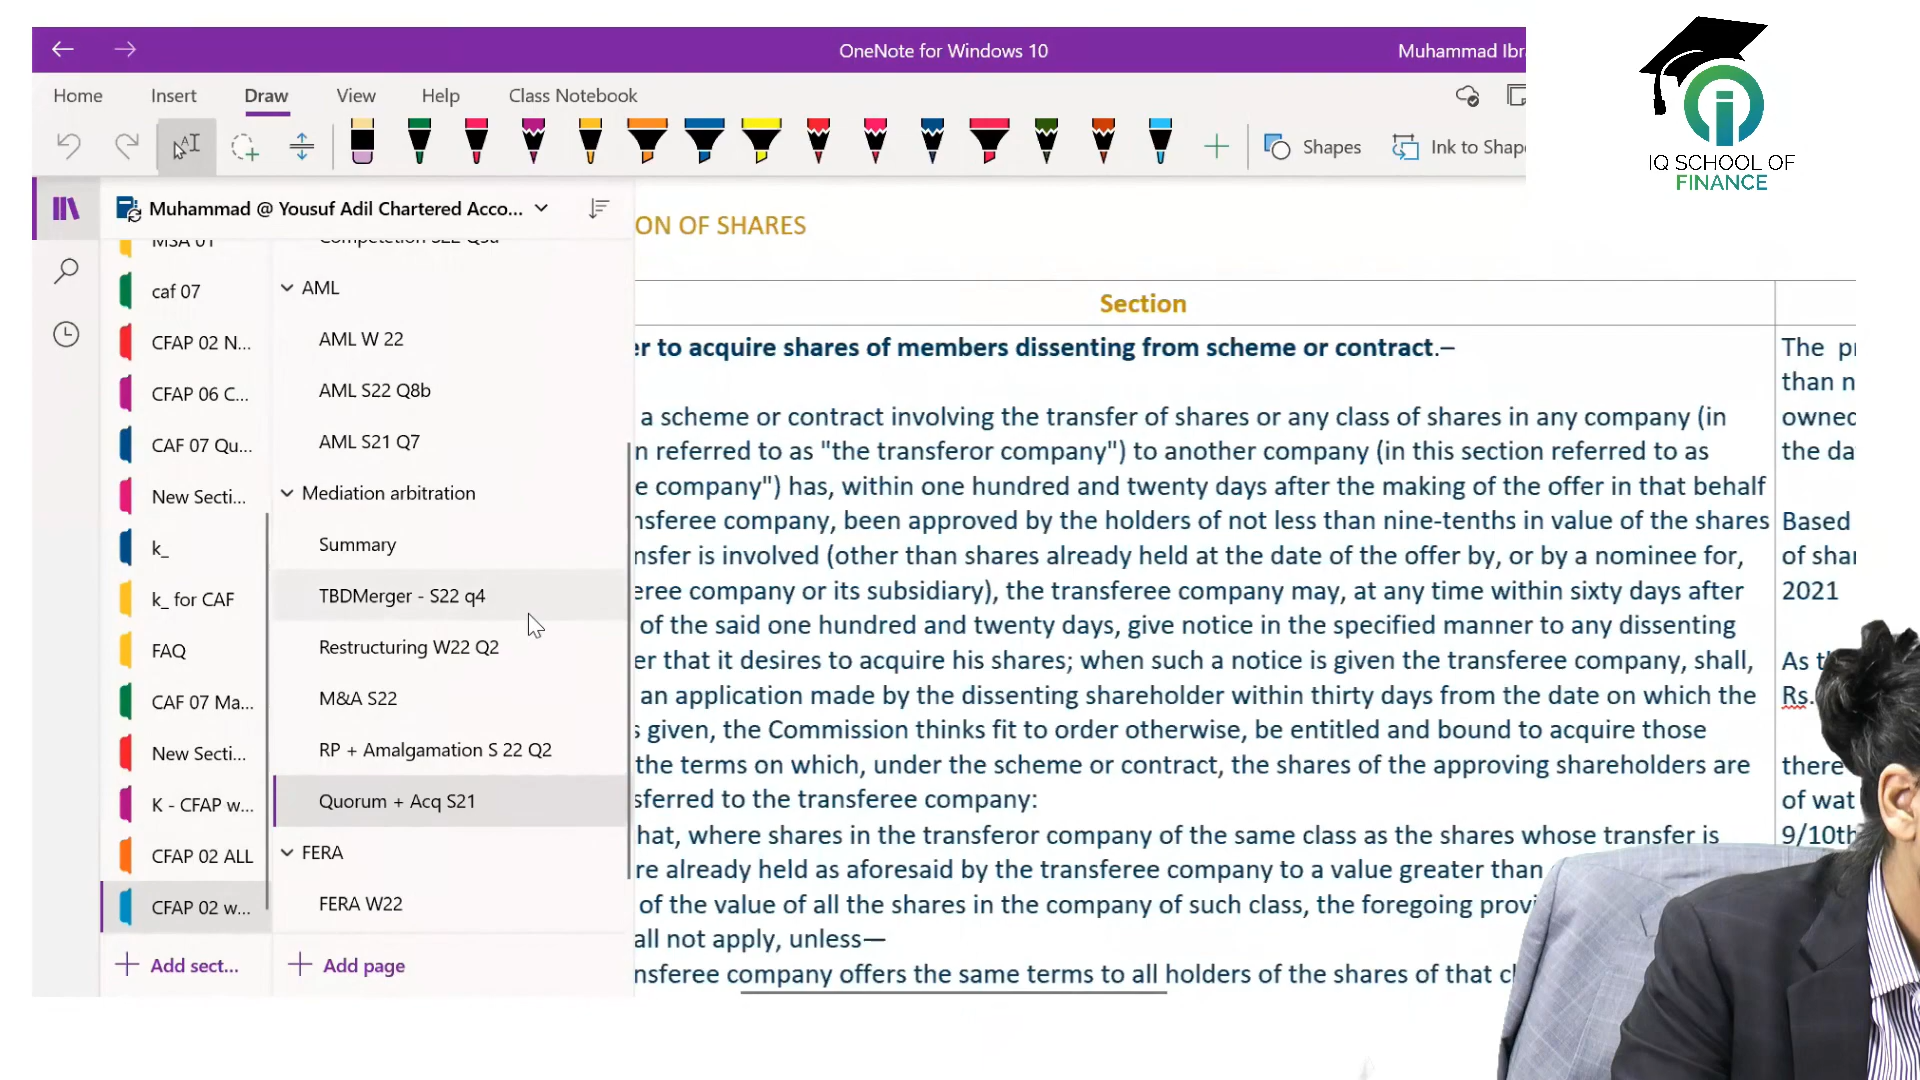 OneNote for Windows 10
Muhammad Ibr
Home Insert Draw View Help Class Notebook
Shapes
Ink to Shap
IQ SCHOOL OF
FINANCE
Muhammad @ Yousuf Adil Chartered Acco...
MSA 01
caf 07
CFAP 02 N...
CFAP 06 C...
CAF 07 Qu...
New Secti...
k_
k_ for CAF
FAQ
CAF 07 Ma...
New Secti...
K - CFAP w...
CFAP 02 ALL
CFAP 02 w...
Add sect...
Competetion S22 Q5a
AML
AML W 22
AML S22 Q8b
AML S21 Q7
Mediation arbitration
Summary
TBDMerger - S22 q4
Restructuring W22 Q2
M&A S22
RP + Amalgamation S 22 Q2
Quorum + Acq S21
FERA
FERA W22
Add page
ON OF SHARES
Section
er to acquire shares of members dissenting from scheme or contract.–
a scheme or contract involving the transfer of shares or any class of shares in any company (in
n referred to as "the transferor company") to another company (in this section referred to as
e company") has, within one hundred and twenty days after the making of the offer in that behalf
nsferee company, been approved by the holders of not less than nine-tenths in value of the shares
nsfer is involved (other than shares already held at the date of the offer by, or by a nominee for,
eree company or its subsidiary), the transferee company may, at any time within sixty days after
of the said one hundred and twenty days, give notice in the specified manner to any dissenting
er that it desires to acquire his shares; when such a notice is given the transferee company, shall,
an application made by the dissenting shareholder within thirty days from the date on which the
s given, the Commission thinks fit to order otherwise, be entitled and bound to acquire those
the terms on which, under the scheme or contract, the shares of the approving shareholders are
sferred to the transferee company:
hat, where shares in the transferor company of the same class as the shares whose transfer is
re already held as aforesaid by the transferee company to a value greater than
of the value of all the shares in the company of such class, the foregoing provi
all not apply, unless—
nsferee company offers the same terms to all holders of the shares of that cl
The pr
than n
owned
the da
Based
of shar
2021
As t
Rs.
there
of wat
9/10th